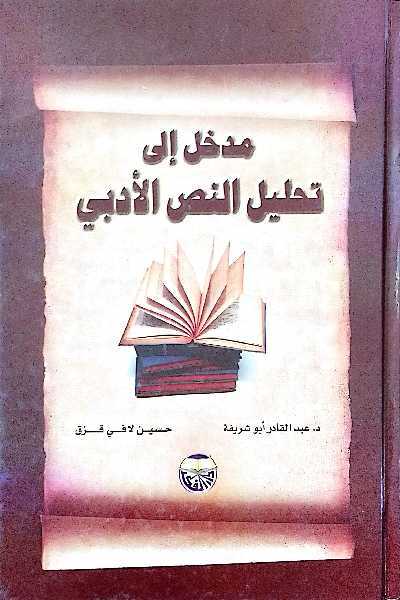 مدخل إلى
تحليل النص الأدبي
د. عبد القادر أبو شريفة حسين لافي قزق